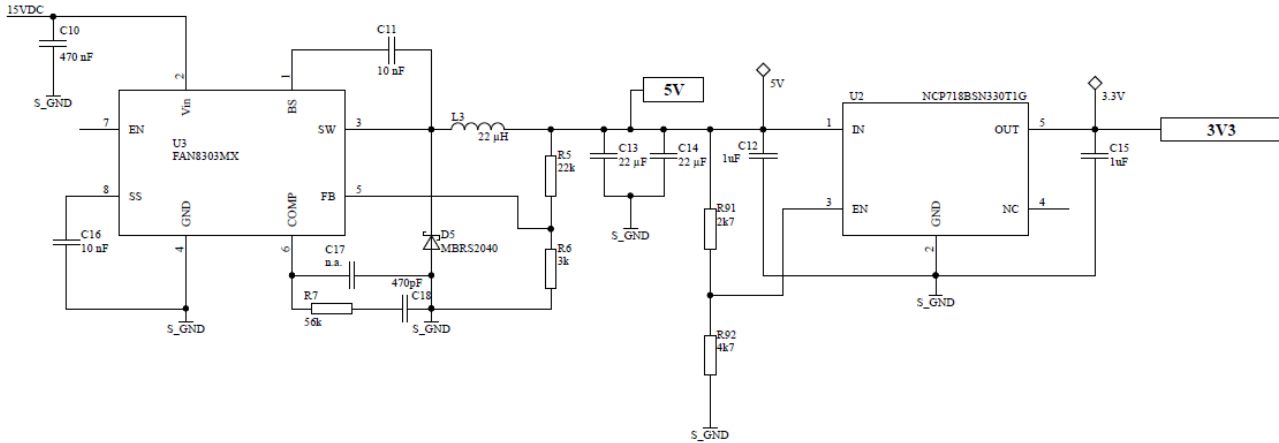 15VDC
C10
470 nF
S_GND
C11
10 nF
2
1
Vin
BS
7
EN
U3
FAN8303MX
SW
3
8
SS
FB
5
GND
COMP
4
6
C16
10 nF
S_GND
C17
n.a.
470pF
C18
R7
56k
S_GND
D5
MBRS2040
L3
22 µH
R5
22k
R6
3k
5V
C13
22 µF
C14
22 µF
S_GND
5V
C12
1uF
R91
2k7
R92
4k7
S_GND
U2
NCP718BSN330T1G
1
IN
OUT
5
3
EN
GND
NC
4
2
S_GND
3.3V
C15
1uF
3V3